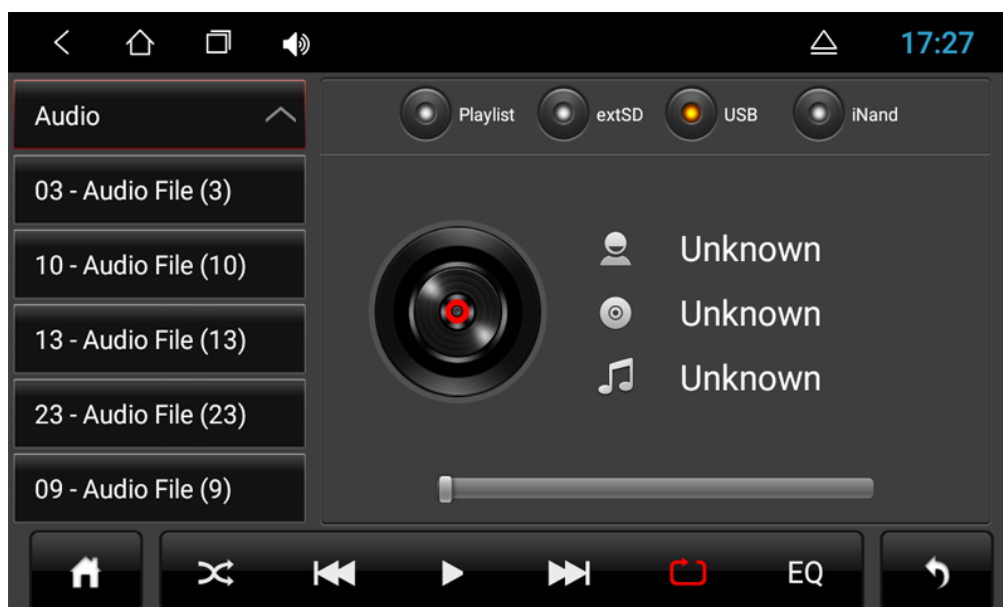 17:27
Audio
Playlist extSD USB iNand
03 - Audio File (3)
10 - Audio File (10)
13 - Audio File (13)
23 - Audio File (23)
09 - Audio File (9)
Unknown
Unknown
Unknown
EQ